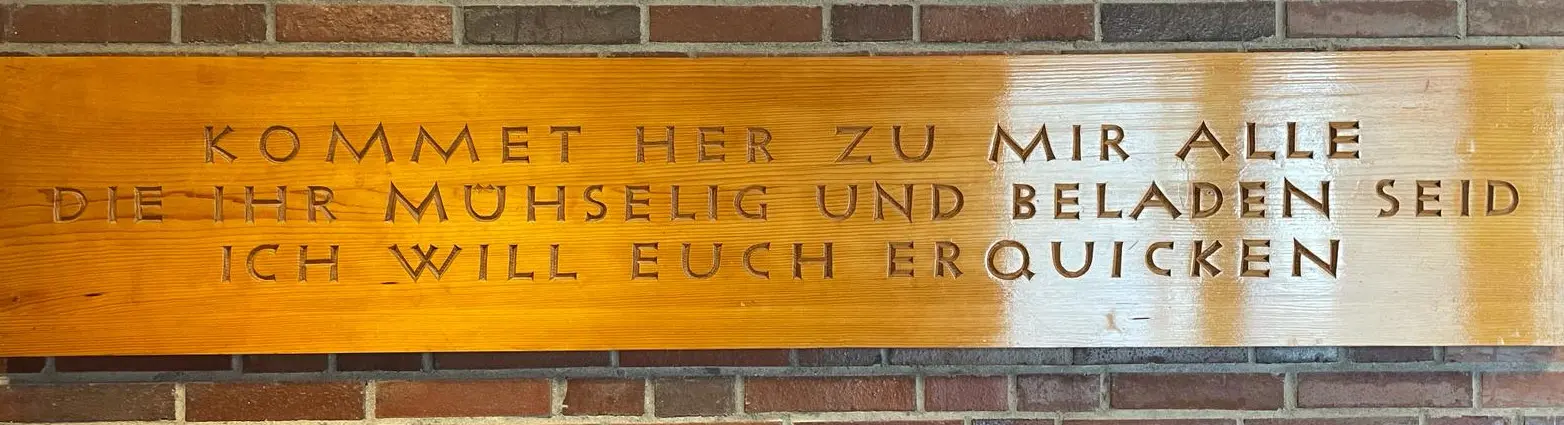 KOMMET HER ZU MIR ALLE
DIE IHR MÜHSELIG UND BELADEN SEID
ICH WILL EUCH ERQUICKEN